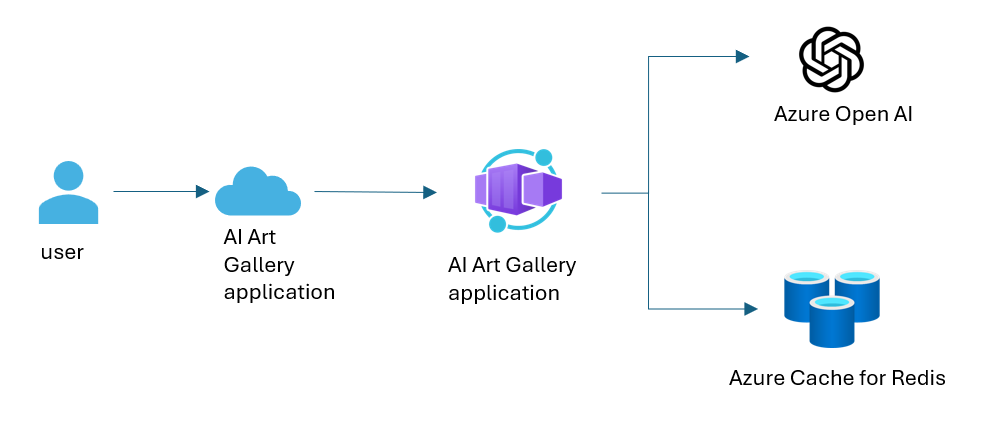 Azure Open AI
user
AI Art
Gallery
application
AI Art Gallery
application
Azure Cache for Redis